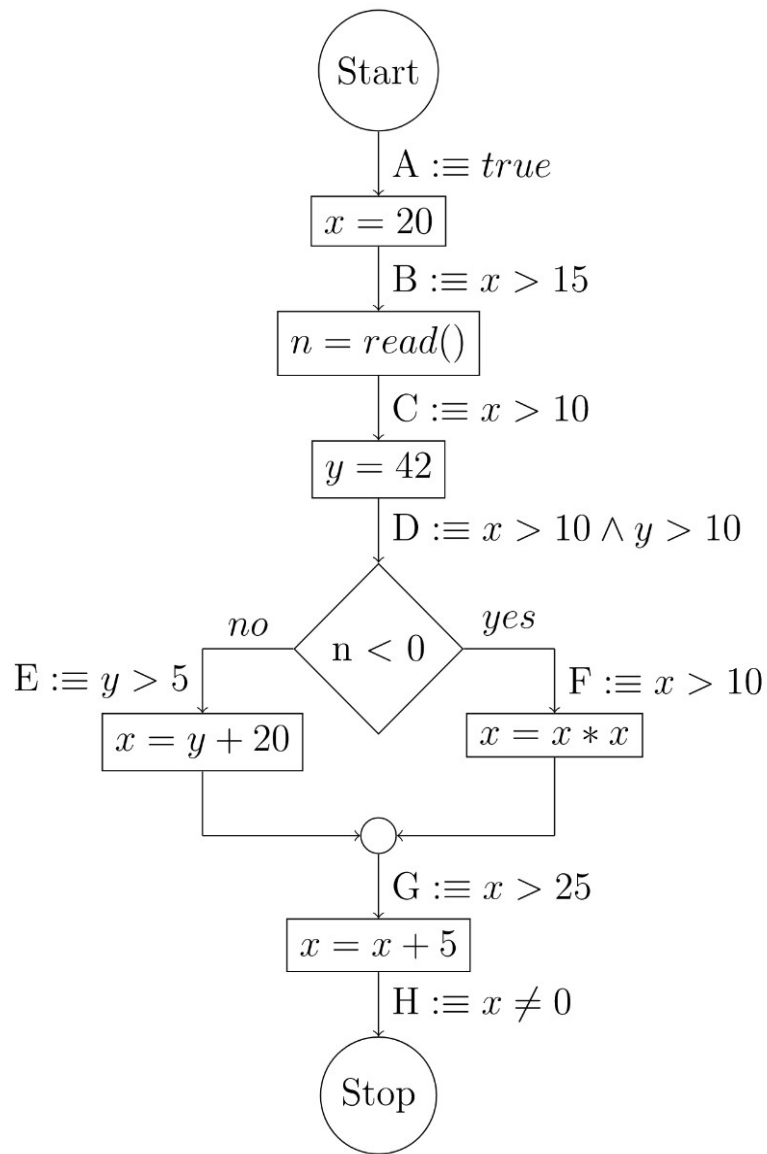 Start
A :≡ true
x = 20
B :≡ x > 15
n = read()
C :≡ x > 10
y = 42
D :≡ x > 10 ∧ y > 10
no
yes
n < 0
E :≡ y > 5
F :≡ x > 10
x = y + 20
x = x ∗ x
G :≡ x > 25
x = x + 5
H :≡ x ≠ 0
Stop